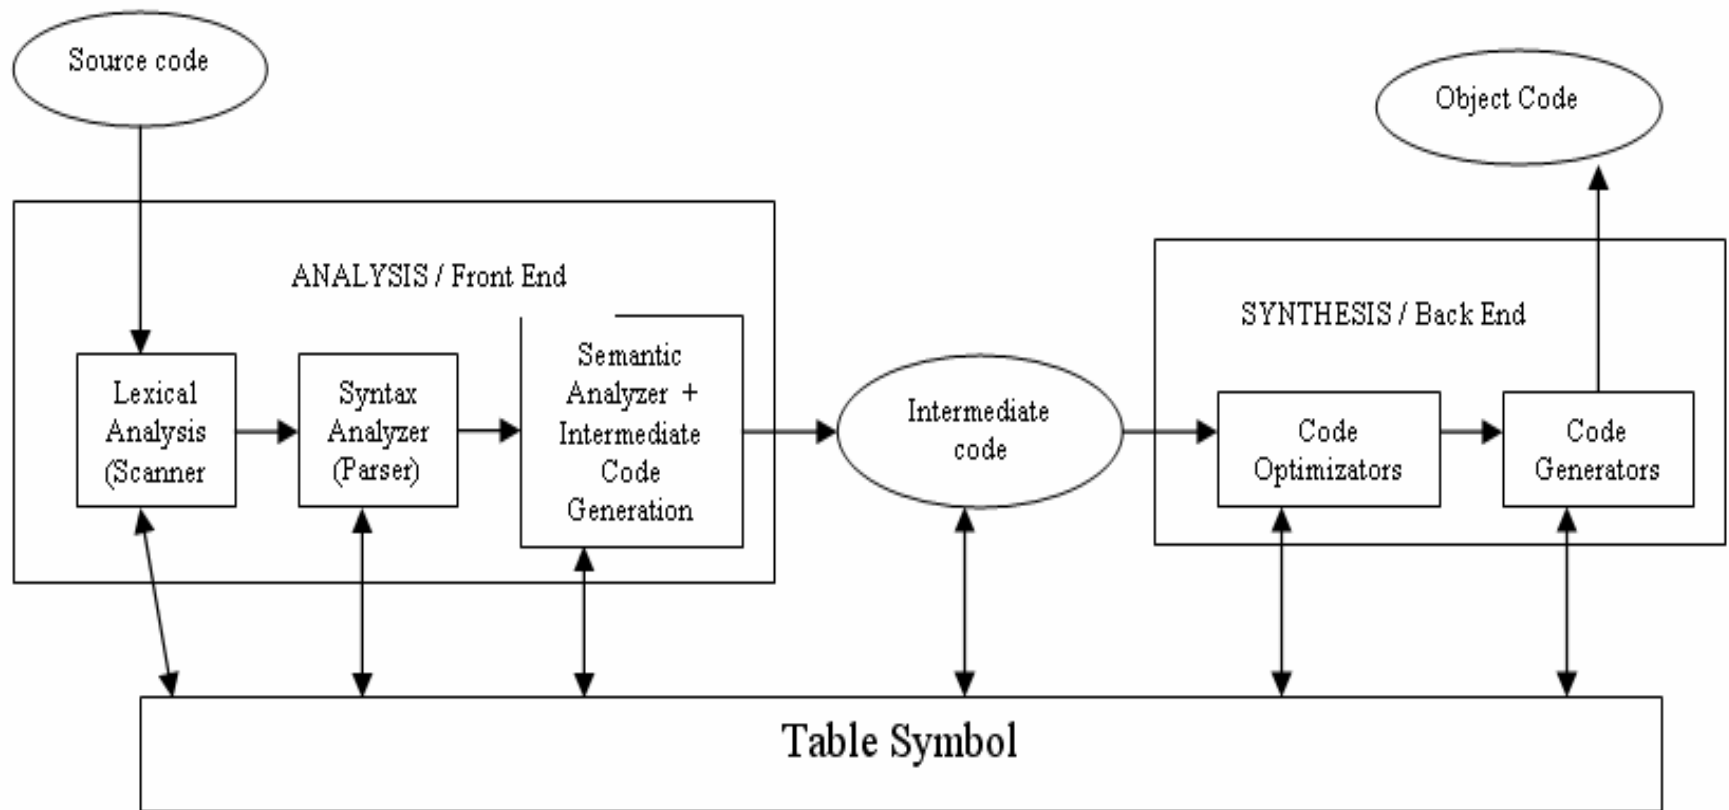 Source code
Object Code
ANALYSIS / Front End
SYNTHESIS / Back End
Lexical
Analysis
(Scanner
Syntax
Analyzer
(Parser)
Semantic
Analyzer +
Intermediate
Code
Generation
Intermediate
code
Code
Optimizators
Code
Generators
Table Symbol